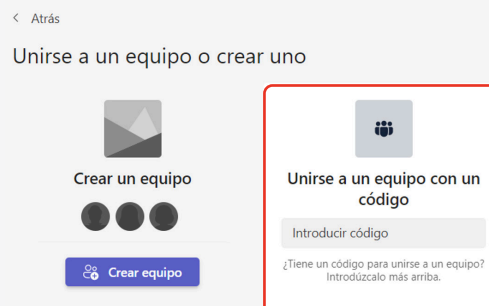 Atrás
Unirse a un equipo o crear uno
Crear un equipo
Crear equipo
Unirse a un equipo con un
código
Introducir código
¿Tiene un código para unirse a un equipo?
Introdúzcalo más arriba.